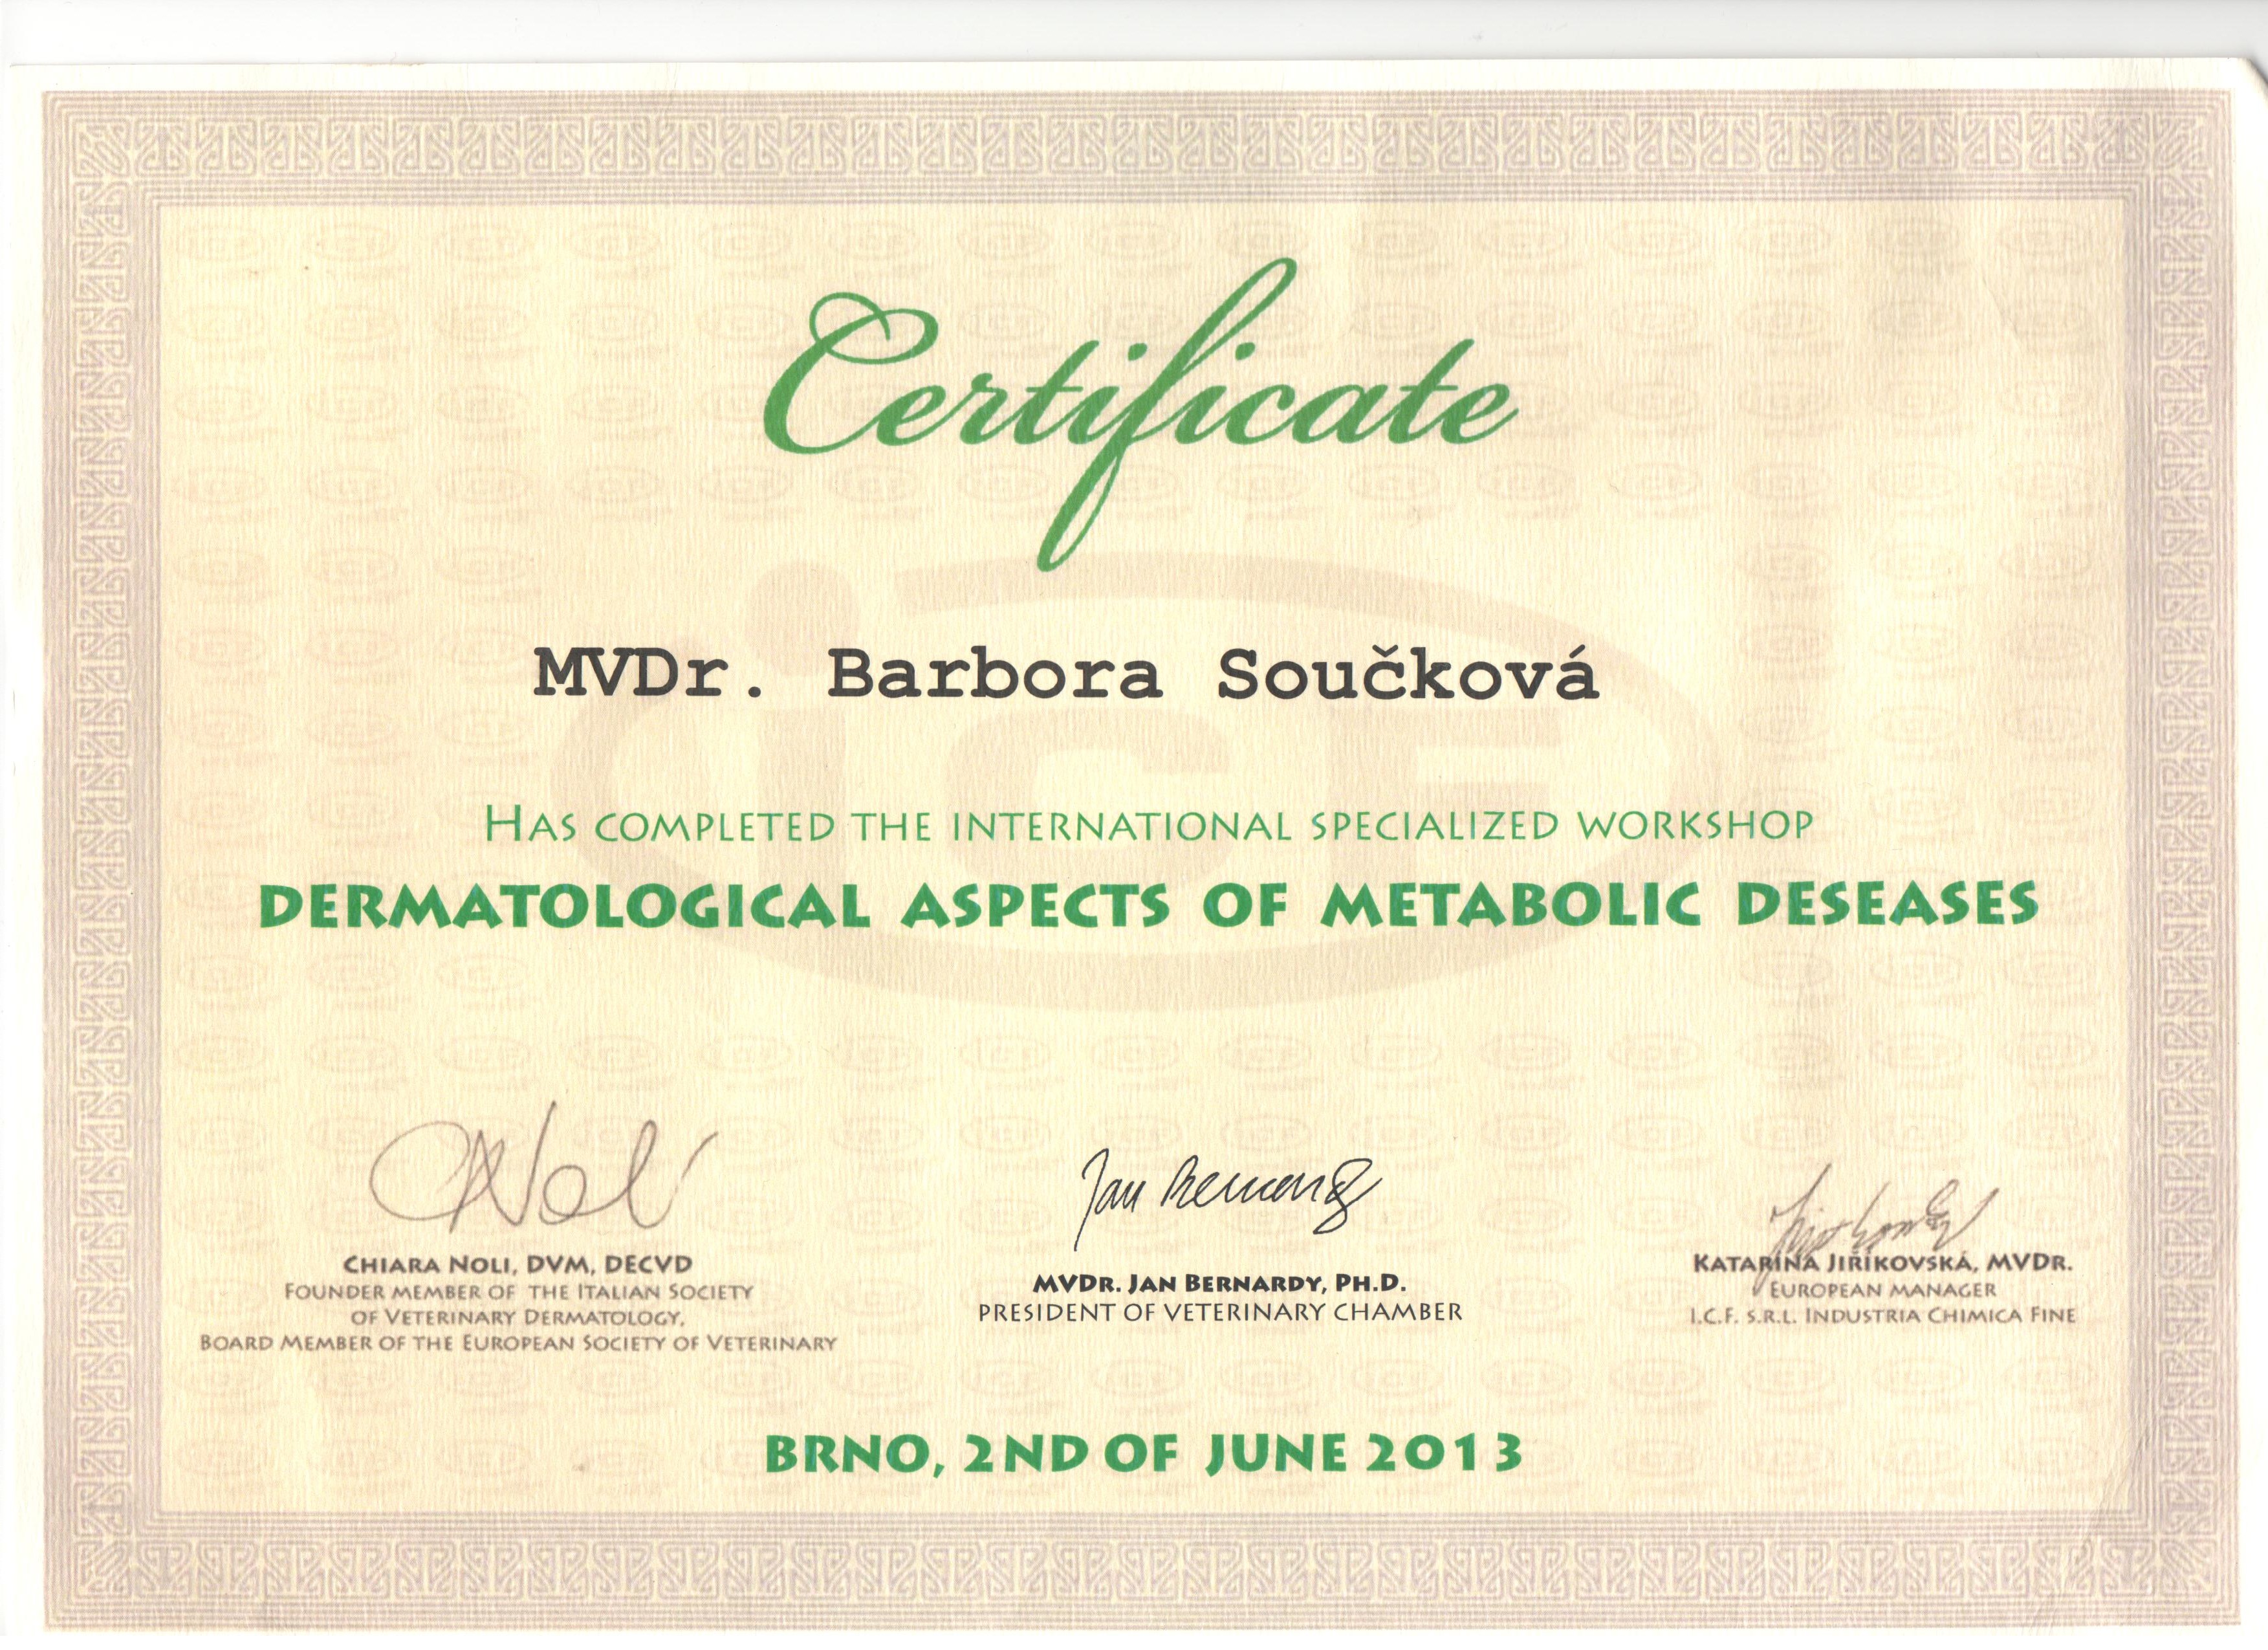 Certificate
MVDr. Barbora Součková
HAS COMPLETED THE INTERNATIONAL SPECIALIZED WORKSHOP
DERMATOLOGICAL ASPECTS OF METABOLIC DESEASES
CHIARA NOLI, DVM, DECVD
FOUNDER MEMBER OF THE ITALIAN SOCIETY
OF VETERINARY DERMATOLOGY,
BOARD MEMBER OF THE EUROPEAN SOCIETY OF VETERINARY
MVDR. JAN BERNARDY, PH.D.
PRESIDENT OF VETERINARY CHAMBER
KATARÍNA JIŘÍKOVSKÁ, MVDR.
EUROPEAN MANAGER
I.C.F. S.R.L. INDUSTRIA CHIMICA FINE
BRNO, 2ND OF JUNE 2013